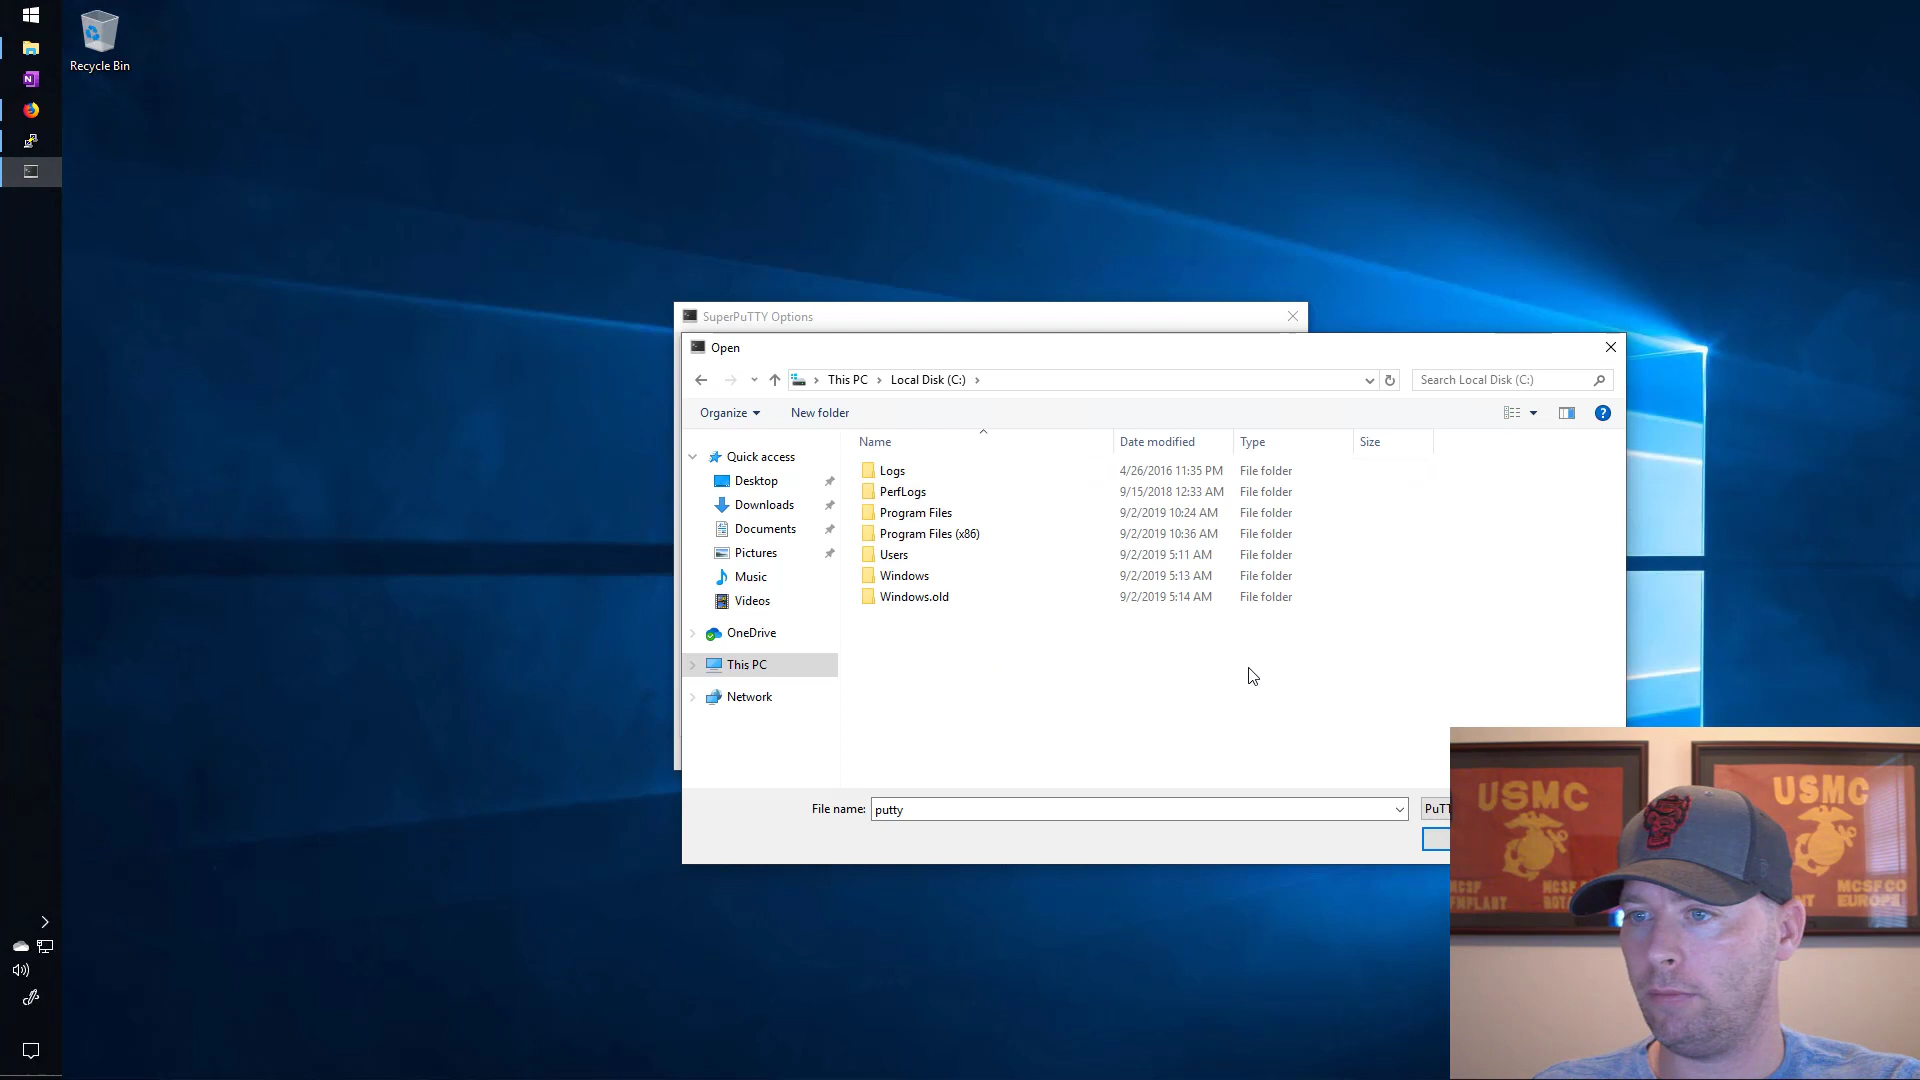 Recycle Bin
SuperPuTTY Options
Open
This PC
Local Disk (C:)
Search Local Disk (C:)
Organize
New folder
Name
Date modified
Type
Size
Quick access
Desktop
Downloads
Documents
Pictures
Music
Videos
OneDrive
This PC
Network
Logs 4/26/2016 11:35 PM File folder
PerfLogs 9/15/2018 12:33 AM File folder
Program Files 9/2/2019 10:24 AM File folder
Program Files (x86) 9/2/2019 10:36 AM File folder
Users 9/2/2019 5:11 AM File folder
Windows 9/2/2019 5:13 AM File folder
Windows.old 9/2/2019 5:14 AM File folder
File name: putty
USMC
MCSF
USMC
MCSFCO
EUROPE